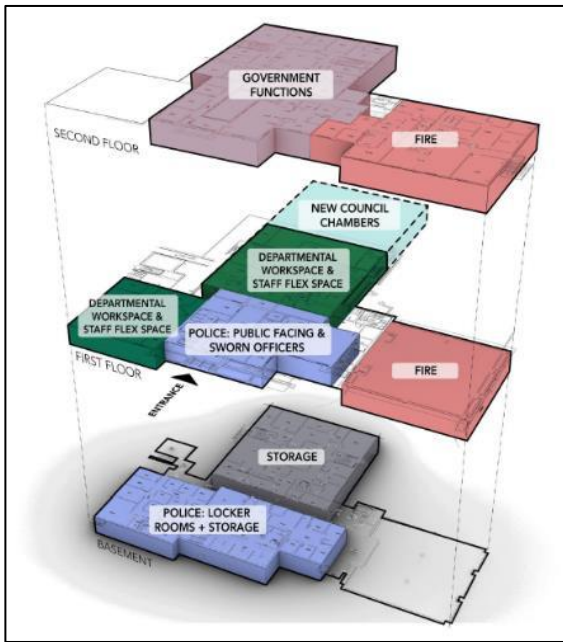 GOVERNMENT
FUNCTIONS
SECOND FLOOR
FIRE
NEW COUNCIL
CHAMBERS
DEPARTMENTAL
WORKSPACE &
STAFF FLEX SPACE
DEPARTMENTAL
WORKSPACE &
STAFF FLEX SPACE
POLICE: PUBLIC FACING &
SWORN OFFICERS
FIRST FLOOR
FIRE
ENTRANCE
STORAGE
POLICE: LOCKER
ROOMS + STORAGE
BASEMENT